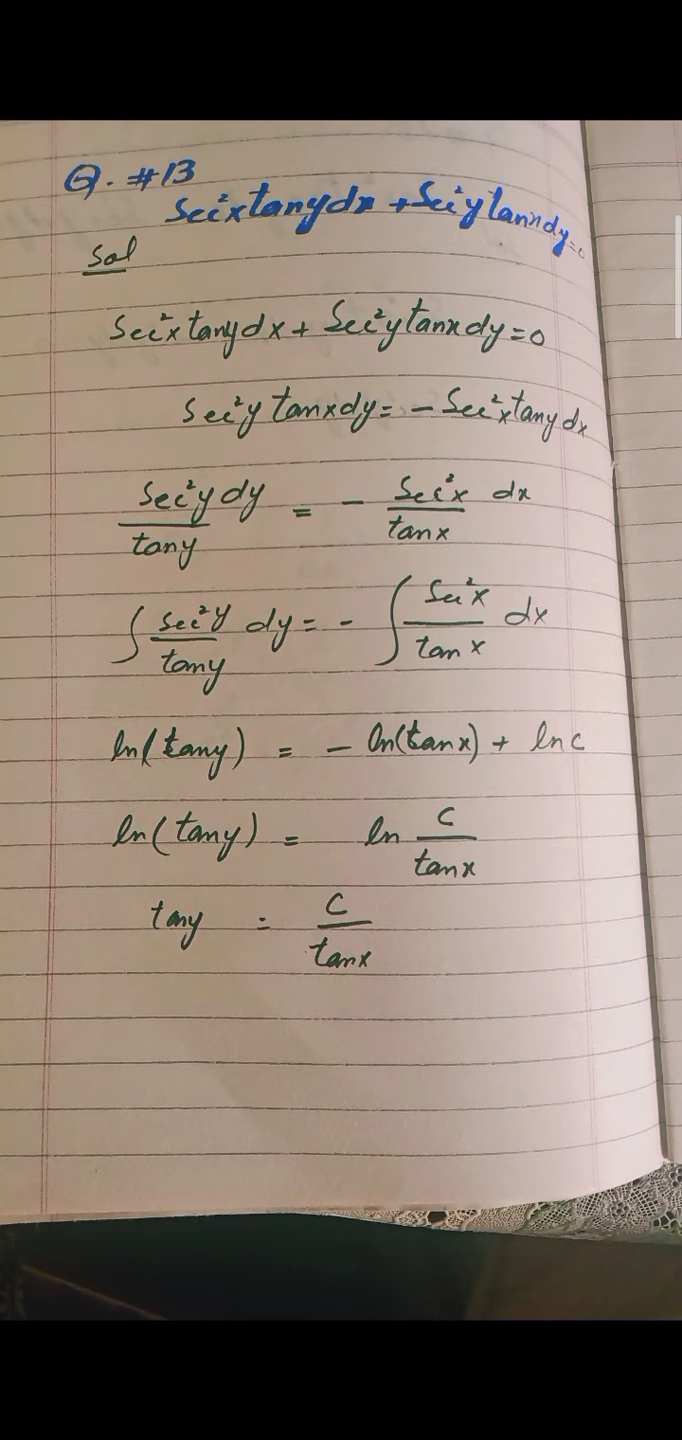 Q. #13
Sec²x tany dx + Sec²y tanx dy = 0
Sol
Sec²x tany dx + Sec²y tanx dy = 0
Sec²y tanx dy = - Sec²x tany dx
Sec²y dy / tany = - Sec²x / tanx dx
∫ Sec²y / tany dy = - ∫ Sec²x / tanx dx
ln(tany) = - ln(tanx) + lnc
ln(tany) = ln C / tanx
tany = C / tanx